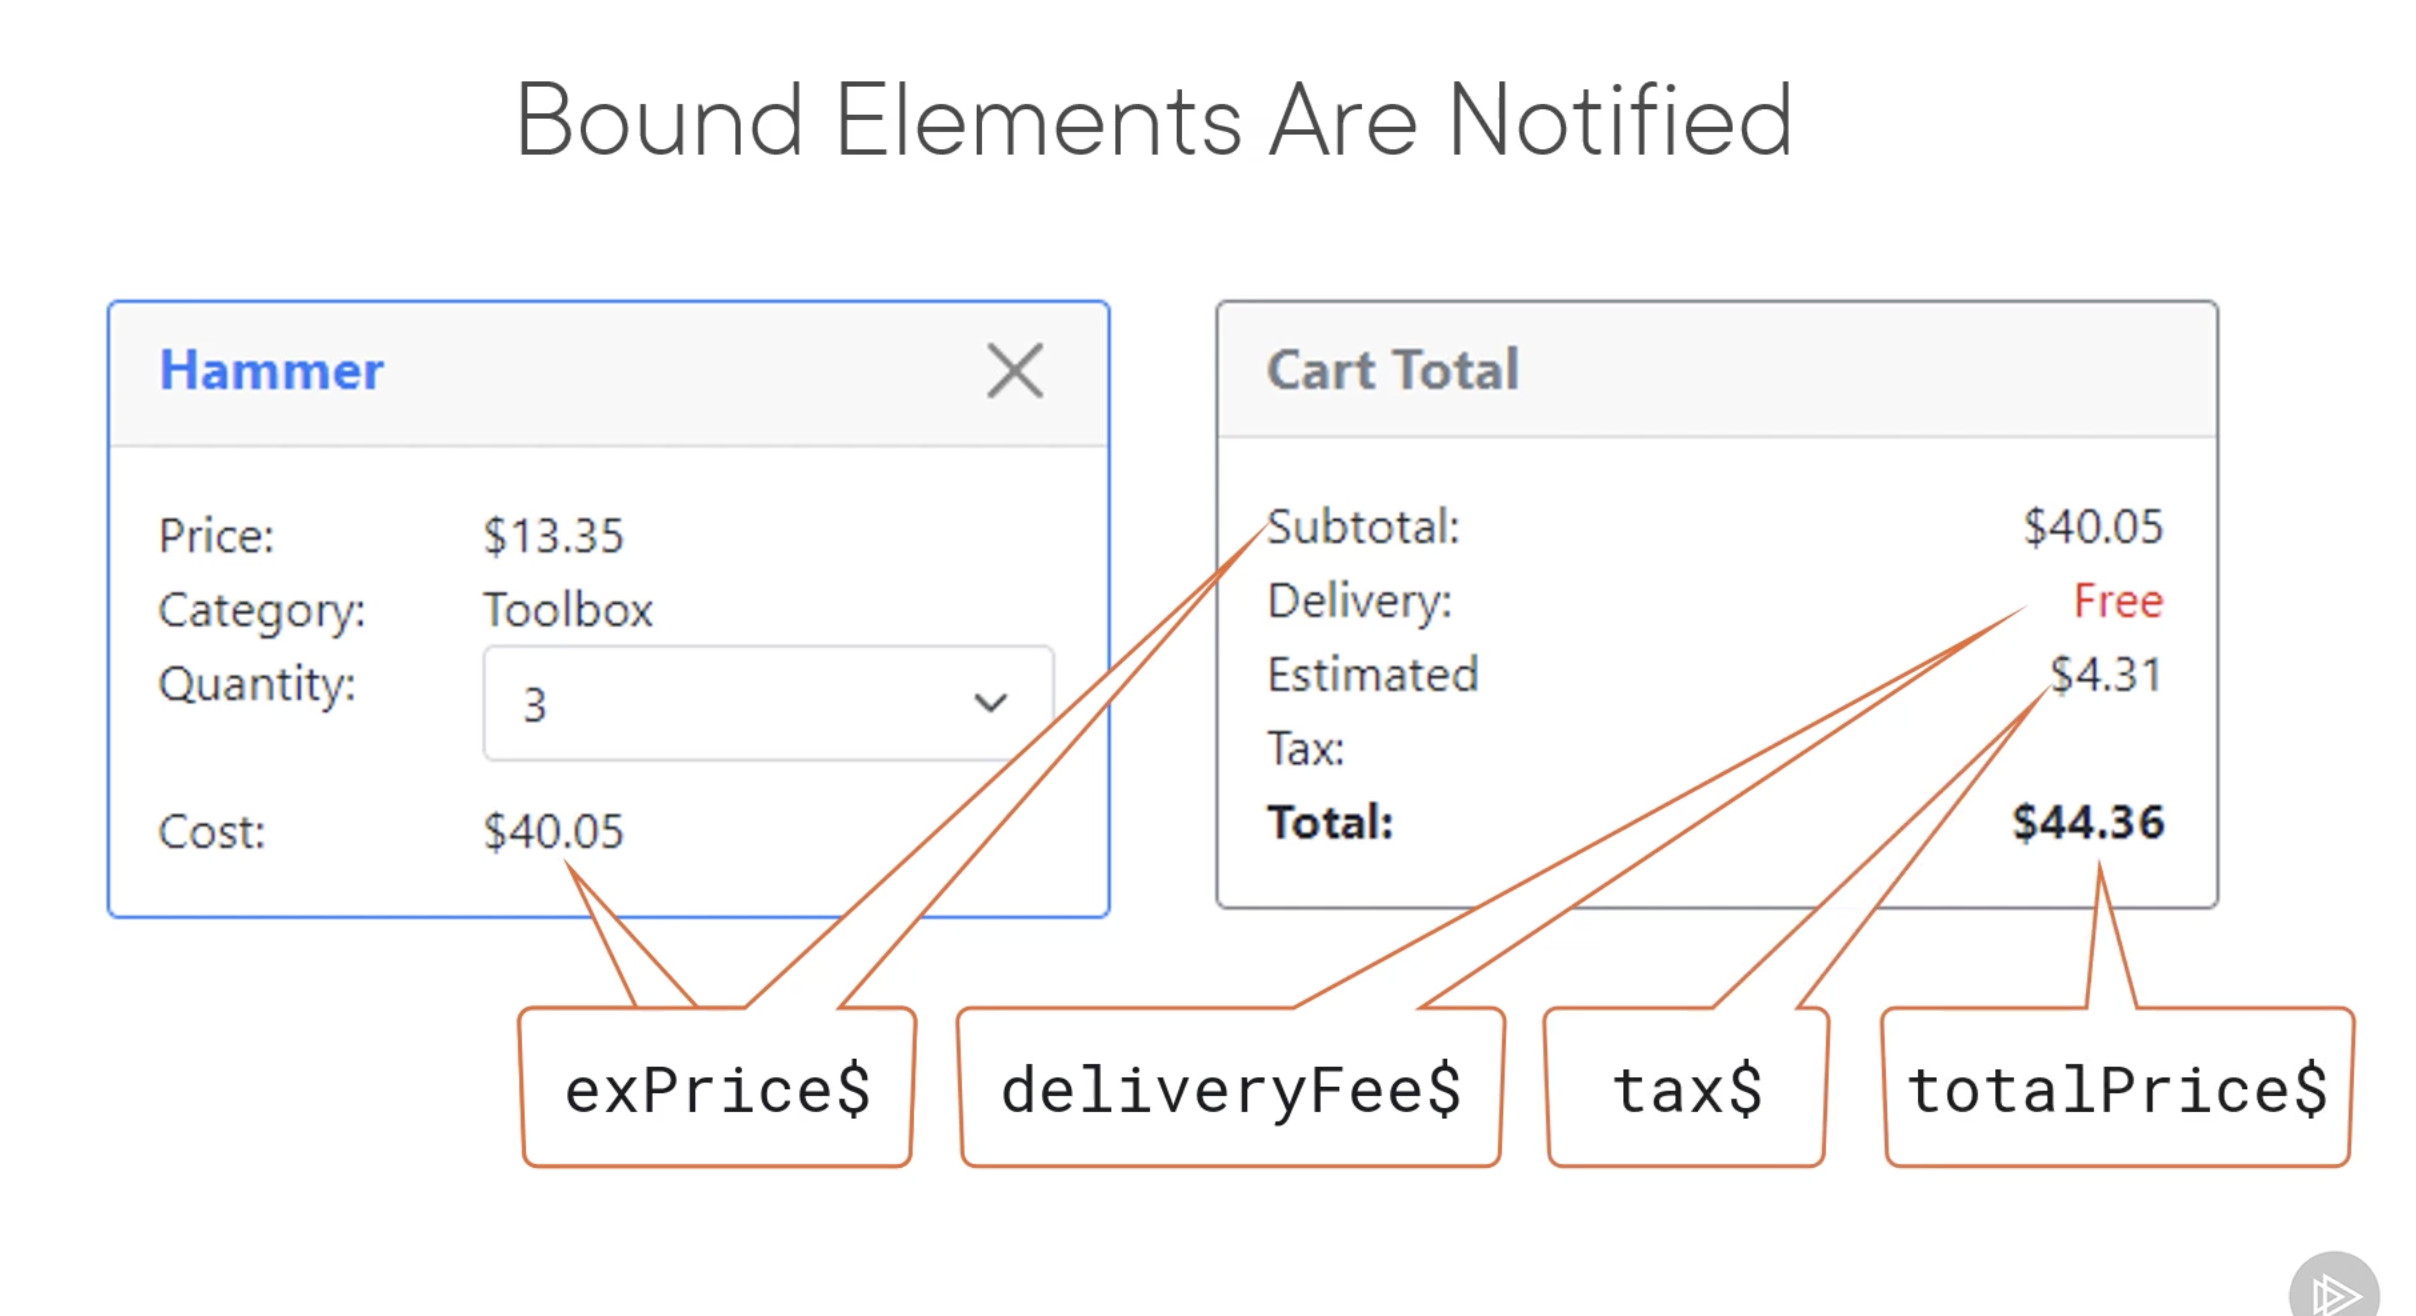 Bound Elements Are Notified
Hammer
Price: $13.35
Category: Toolbox
Quantity: 3
Cost: $40.05
Cart Total
Subtotal: $40.05
Delivery: Free
Estimated $4.31
Tax:
Total: $44.36
exPrice$
deliveryFee$
tax$
totalPrice$